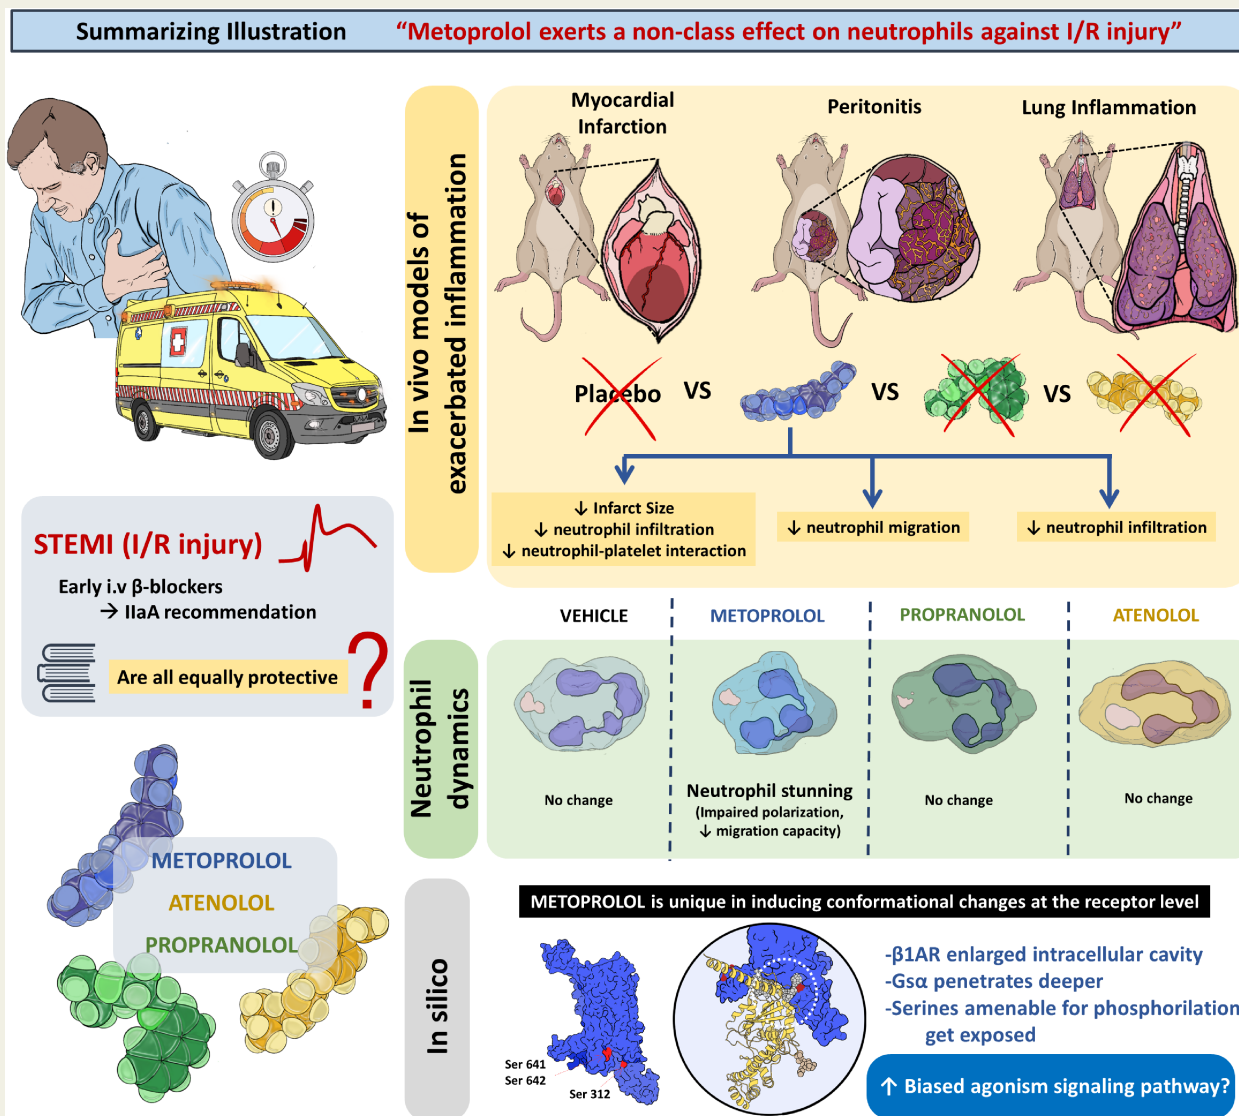 Summarizing Illustration “Metoprolol exerts a non-class effect on neutrophils against I/R injury”
In vivo models of
exacerbated inflammation
Myocardial
Infarction
Peritonitis
Lung Inflammation
Placebo VS VS VS
↓ Infarct Size
↓ neutrophil infiltration
↓ neutrophil-platelet interaction
↓ neutrophil migration
↓ neutrophil infiltration
STEMI (I/R injury)
Early i.v β-blockers
→ IIaA recommendation
Are all equally protective ?
METOPROLOL
ATENOLOL
PROPRANOLOL
Neutrophil
dynamics
VEHICLE
METOPROLOL
PROPRANOLOL
ATENOLOL
No change
Neutrophil stunning
(Impaired polarization,
↓ migration capacity)
No change
No change
In silico
METOPROLOL is unique in inducing conformational changes at the receptor level
Ser 641
Ser 642
Ser 312
-β1AR enlarged intracellular cavity
-Gsα penetrates deeper
-Serines amenable for phosphorilation
get exposed
↑ Biased agonism signaling pathway?